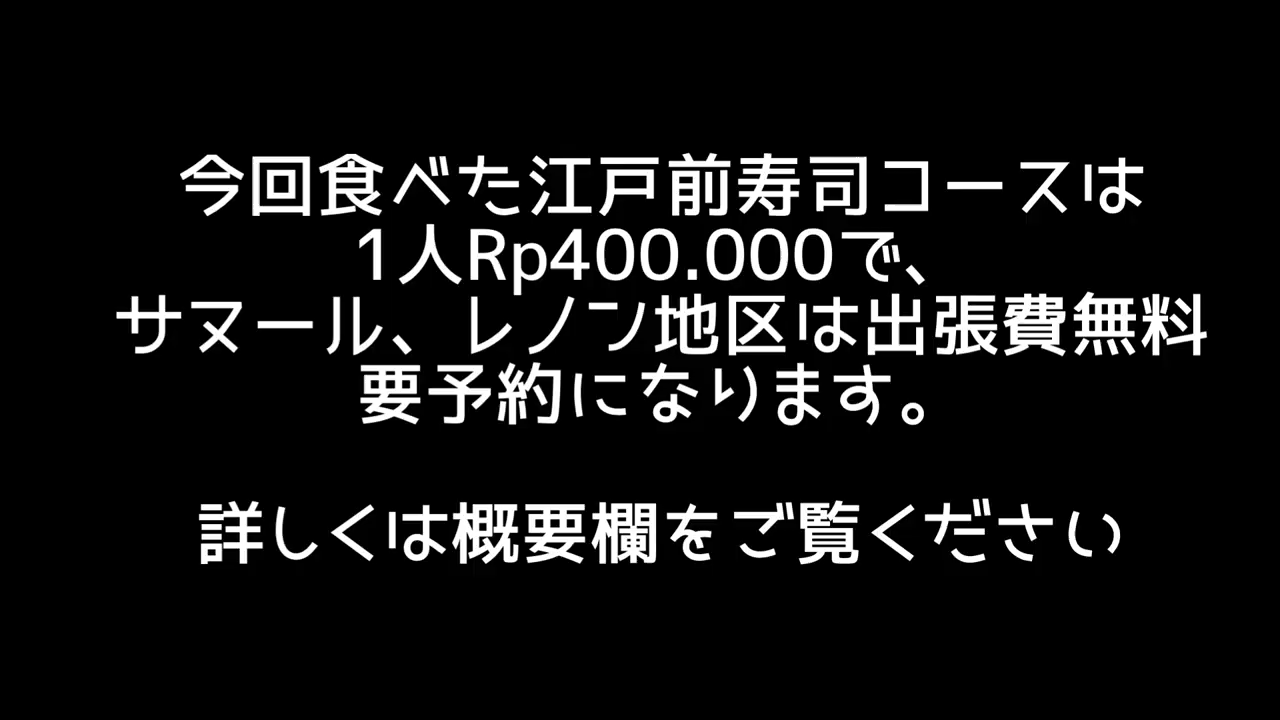 今回食べた江戸前寿司コースは
1人Rp400.000で、
サヌール、レノン地区は出張費無料
要予約になります。
詳しくは概要欄をご覧ください